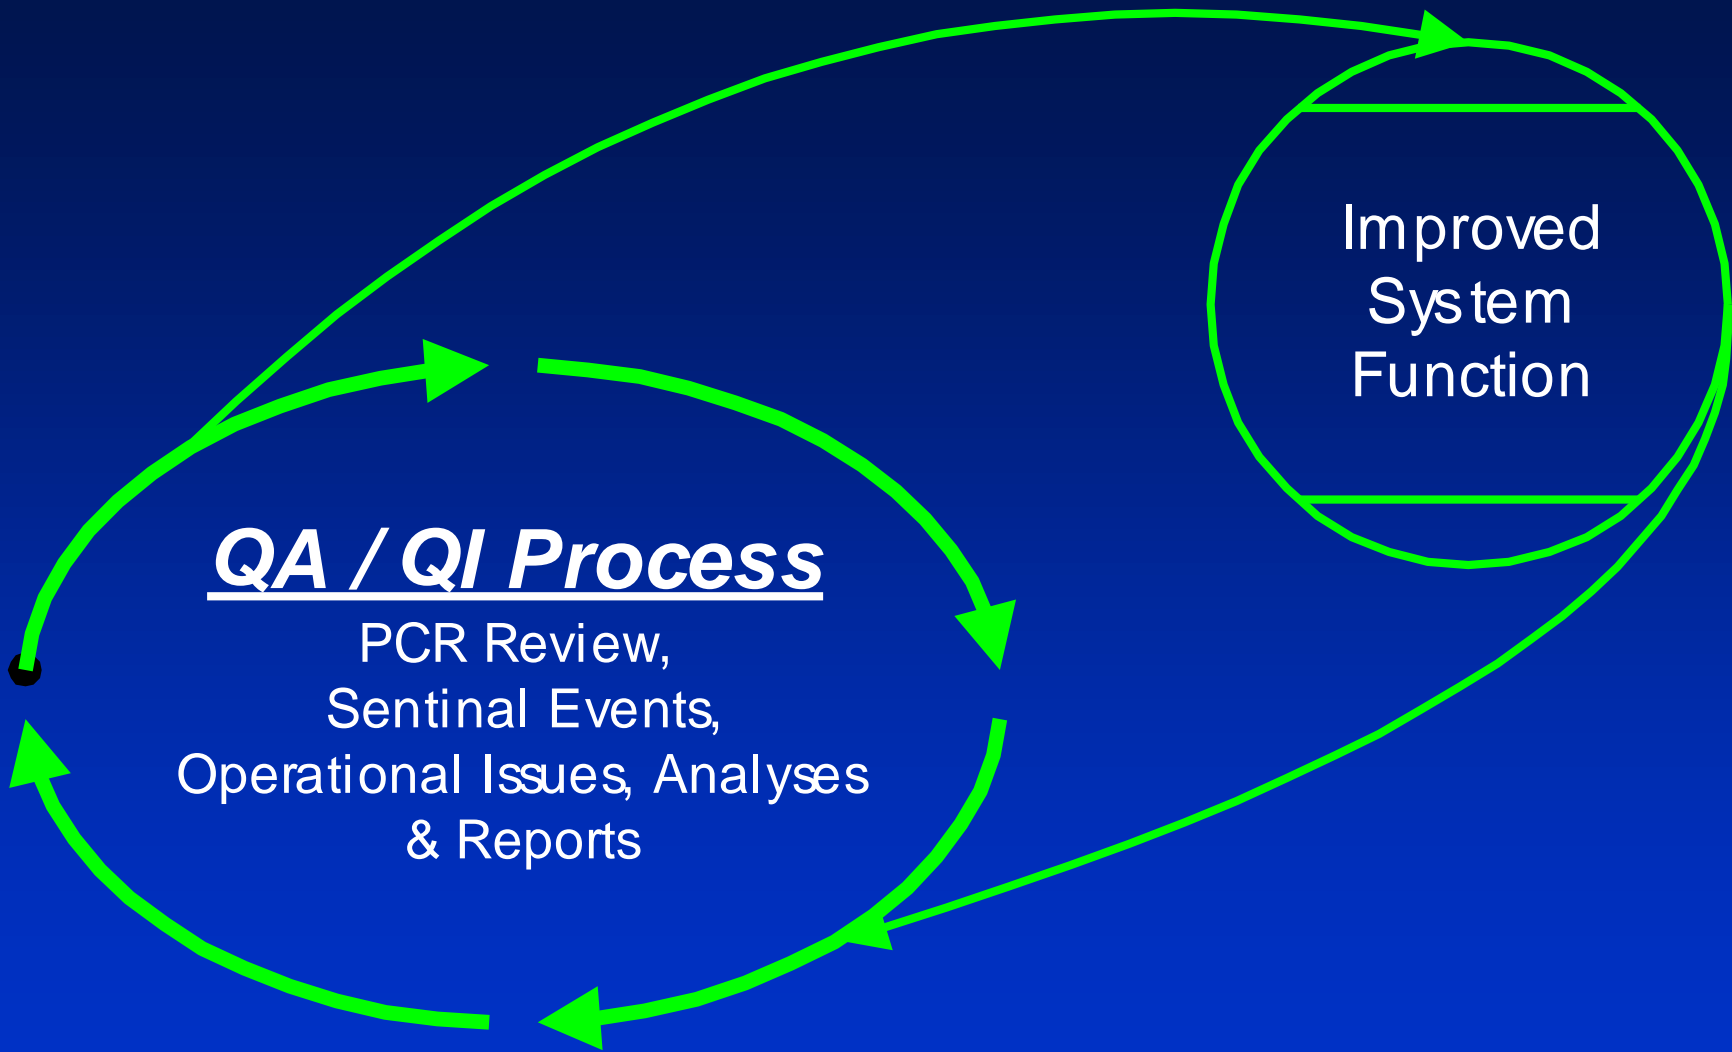 Improved
System
Function
QA / QI Process
PCR Review,
Sentinal Events,
Operational Issues, Analyses
& Reports